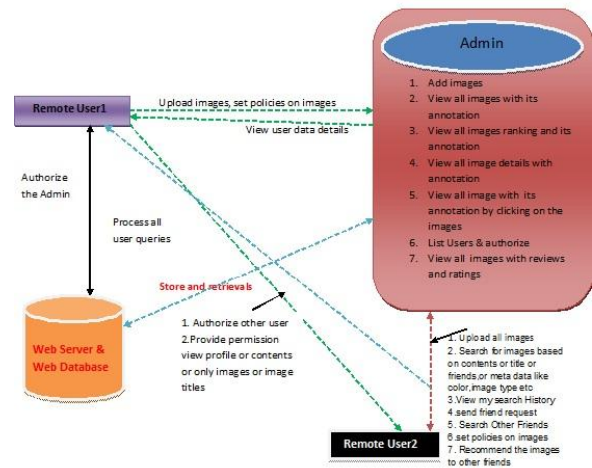 Admin
1. Add images
2. View all images with its
annotation
3. View all images ranking and its
annotation
4. View all image details with
annotation
5. View all image with its
annotation by clicking on the
images
6. List Users & authorize
7. View all images with reviews
and ratings
Remote User1
Upload images, set policies on images
View user data details
Authorize
the Admin
Process all
user queries
Store and retrievals
Web Server &
Web Database
1. Authorize other user
2.Provide permission
view profile or contents
or only images or image
titles
1. Upload all images
2. Search for images based
on contents or title or
friends,or meta data like
color,image type etc
3.View my search History
4.send friend request
5. Search Other Friends
6.set policies on images
7. Recommend the images
to other friends
Remote User2